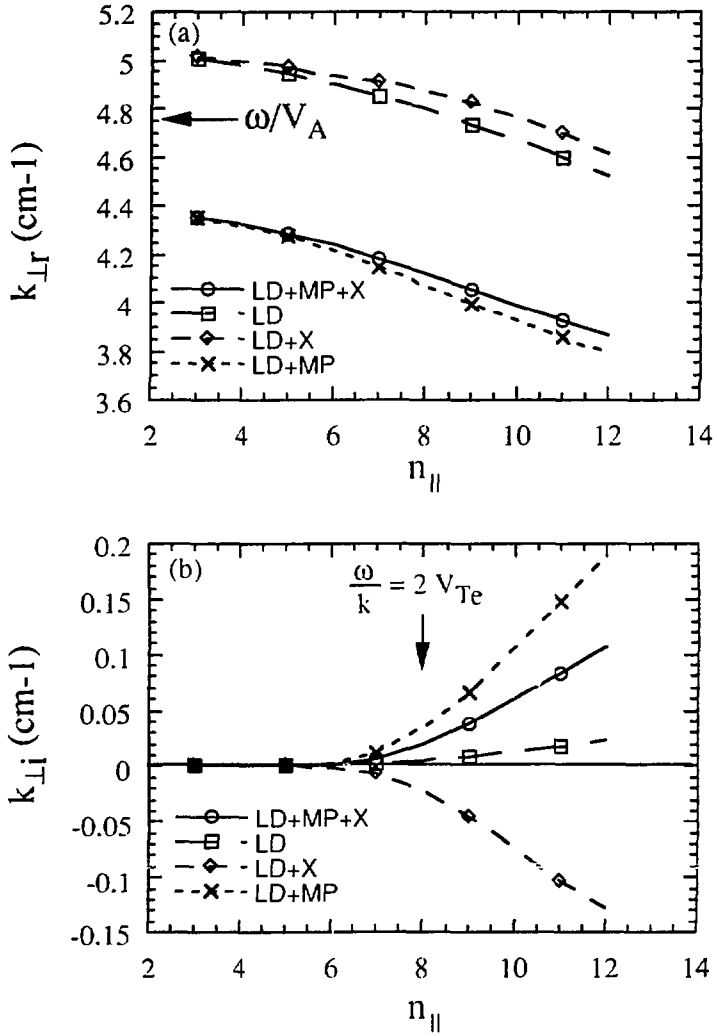 (a)
5.2
5
4.8
4.6
4.4
4.2
4
3.8
3.6
k⊥r (cm-1)
ω/VA
LD+MP+X
LD
LD+X
LD+MP
2 4 6 8 10 12 14
n||
(b)
0.2
0.15
0.1
0.05
0
-0.05
-0.1
-0.15
k⊥i (cm-1)
ω/k = 2 VTe
LD+MP+X
LD
LD+X
LD+MP
2 4 6 8 10 12 14
n||